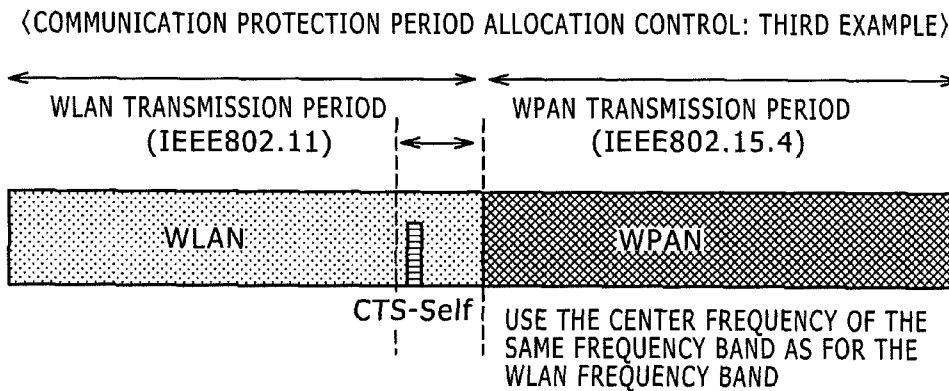 〈COMMUNICATION PROTECTION PERIOD ALLOCATION CONTROL: THIRD EXAMPLE〉
WLAN TRANSMISSION PERIOD
(IEEE802.11)
WPAN TRANSMISSION PERIOD
(IEEE802.15.4)
WLAN
WPAN
CTS-Self
USE THE CENTER FREQUENCY OF THE
SAME FREQUENCY BAND AS FOR THE
WLAN FREQUENCY BAND